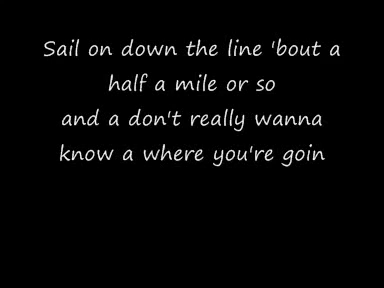 Sail on down the line 'bout a
half a mile or so
and a don't really wanna
know a where you're goin